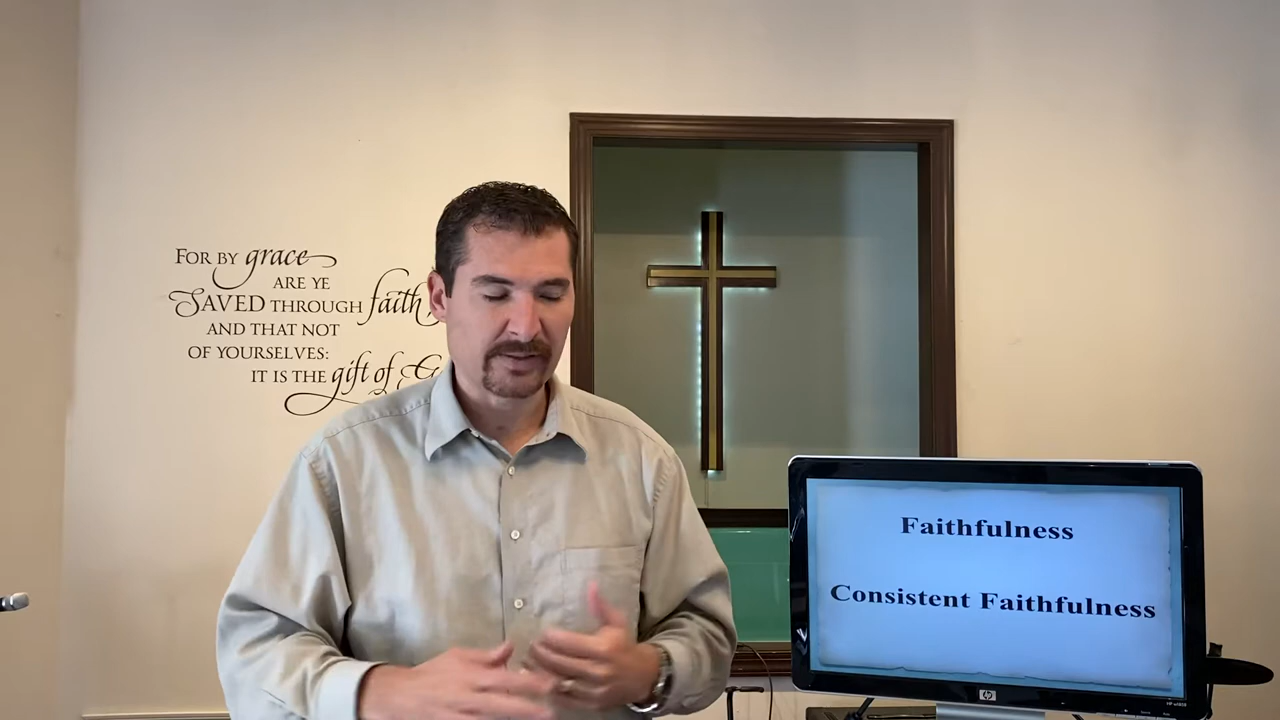 FOR BY grace
ARE YE
SAVED THROUGH faith
AND THAT NOT
OF YOURSELVES:
IT IS THE gift of G
Faithfulness
Consistent Faithfulness
hp